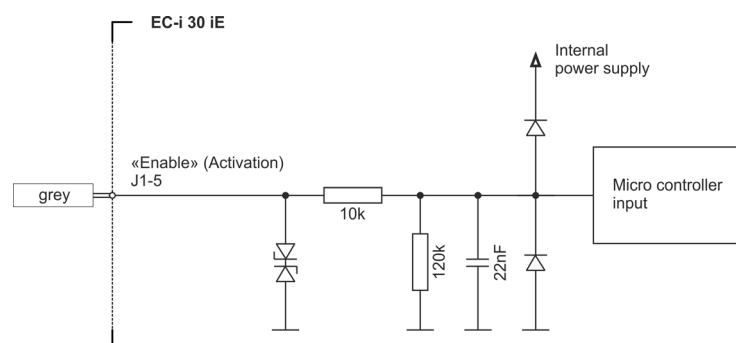 EC-i 30 iE
Internal
power supply
«Enable» (Activation)
J1-5
grey
10k
120k
22nF
Micro controller
input